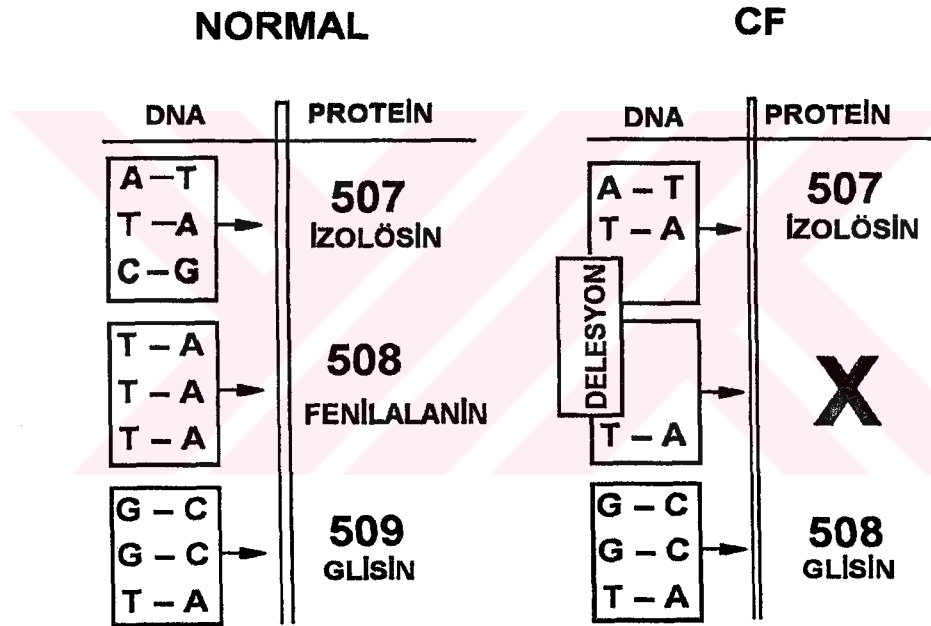 NORMAL
DNA PROTEİN
A – T
T – A
C – G
507
İZOLÖSİN
T – A
T – A
T – A
508
FENİLALANİN
G – C
G – C
T – A
509
GLİSİN
CF
DNA PROTEİN
A – T
T – A
507
İZOLÖSİN
DELESYON
T – A
X
G – C
G – C
T – A
508
GLİSİN